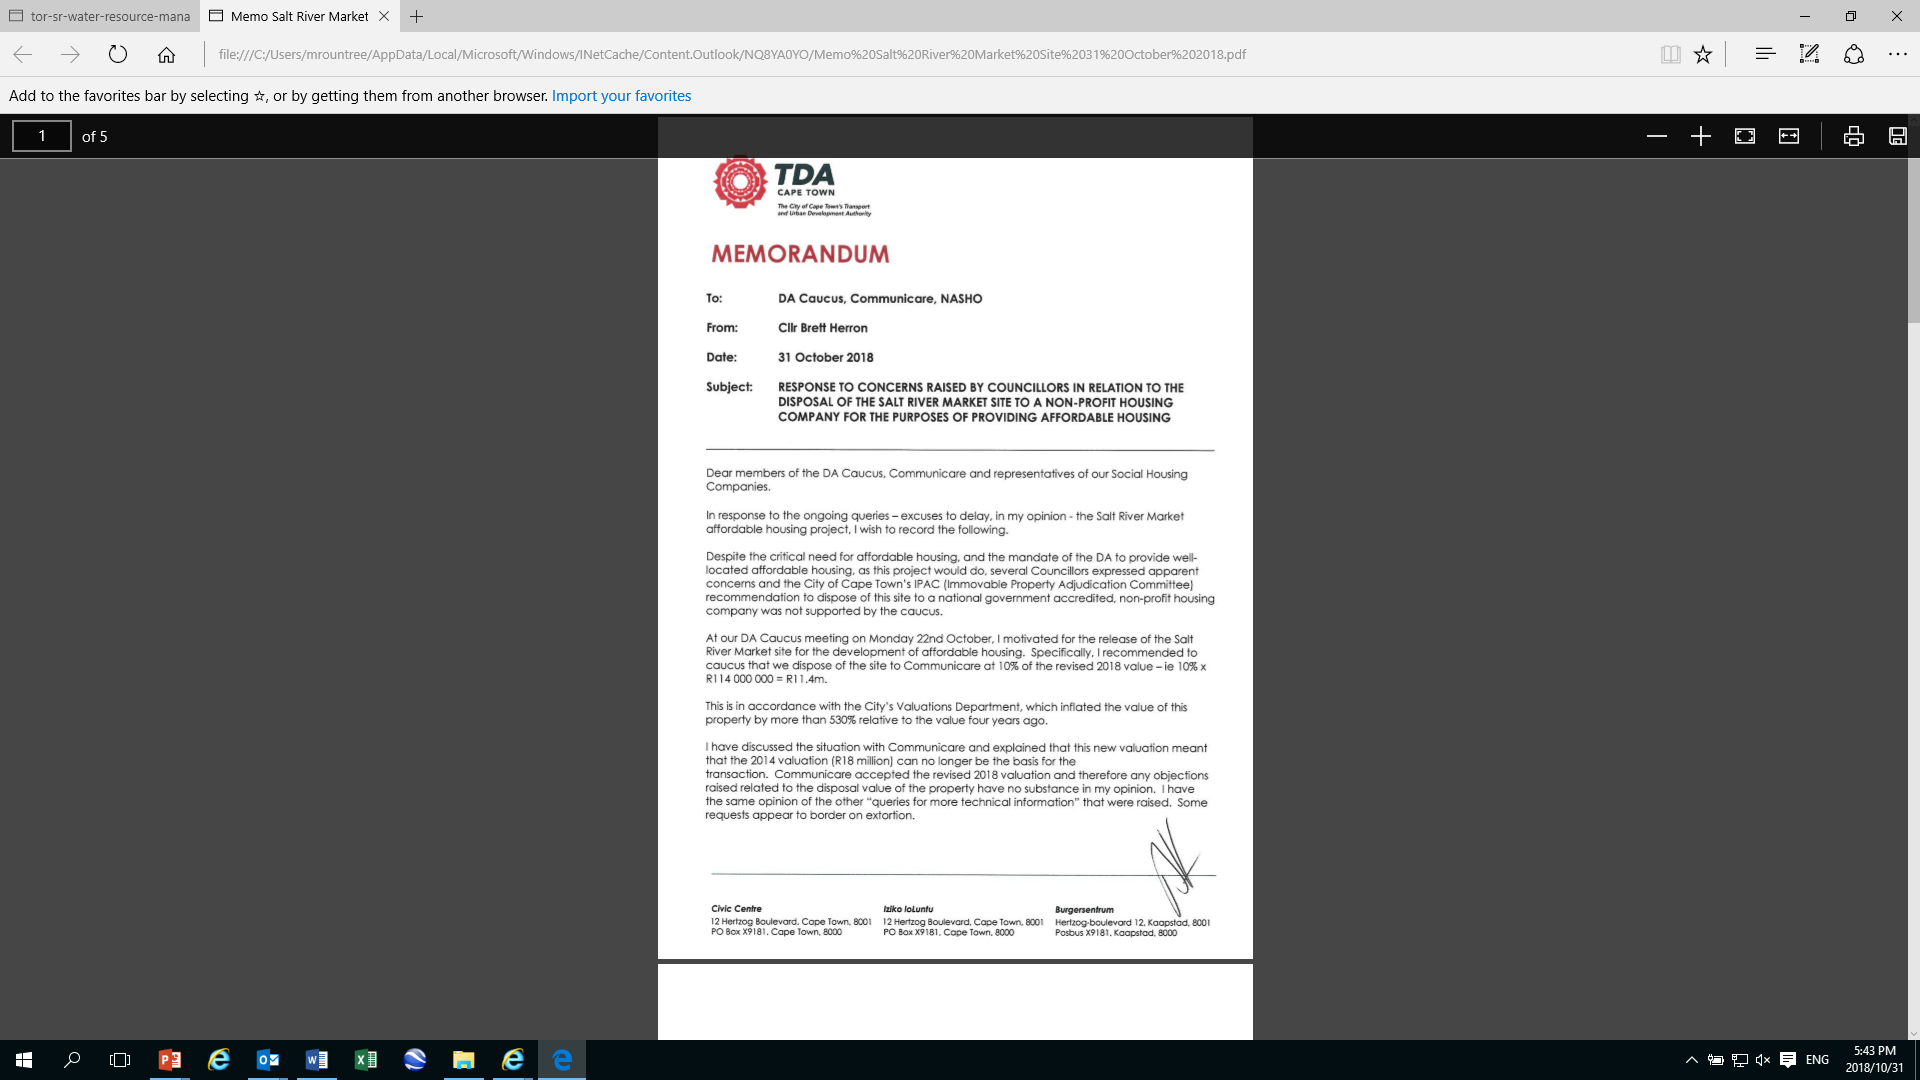 tor-sr-water-resource-mana
Memo Salt River Market
file:///C:/Users/mrountree/AppData/Local/Microsoft/Windows/INetCache/Content.Outlook/NQ8YA0YO/Memo%20Salt%20River%20Market%20Site%2031%20October%202018.pdf
Add to the favorites bar by selecting ☆, or by getting them from another browser. Import your favorites
1 of 5
TDA
CAPE TOWN
The City of Cape Town's Transport
and Urban Development Authority
MEMORANDUM
To: DA Caucus, Communicare, NASHO
From: Cllr Brett Herron
Date: 31 October 2018
Subject: RESPONSE TO CONCERNS RAISED BY COUNCILLORS IN RELATION TO THE
DISPOSAL OF THE SALT RIVER MARKET SITE TO A NON-PROFIT HOUSING
COMPANY FOR THE PURPOSES OF PROVIDING AFFORDABLE HOUSING
Dear members of the DA Caucus, Communicare and representatives of our Social Housing
Companies.
In response to the ongoing queries – excuses to delay, in my opinion - the Salt River Market
affordable housing project, I wish to record the following.
Despite the critical need for affordable housing, and the mandate of the DA to provide well-
located affordable housing, as this project would do, several Councillors expressed apparent
concerns and the City of Cape Town's IPAC (Immovable Property Adjudication Committee)
recommendation to dispose of this site to a national government accredited, non-profit housing
company was not supported by the caucus.
At our DA Caucus meeting on Monday 22nd October, I motivated for the release of the Salt
River Market site for the development of affordable housing. Specifically, I recommended to
caucus that we dispose of the site to Communicare at 10% of the revised 2018 value – ie 10% x
R114 000 000 = R11.4m.
This is in accordance with the City's Valuations Department, which inflated the value of this
property by more than 530% relative to the value four years ago.
I have discussed the situation with Communicare and explained that this new valuation meant
that the 2014 valuation (R18 million) can no longer be the basis for the
transaction. Communicare accepted the revised 2018 valuation and therefore any objections
raised related to the disposal value of the property have no substance in my opinion. I have
the same opinion of the other "queries for more technical information" that were raised. Some
requests appear to border on extortion.
Civic Centre Iziko loLuntu Burgersentrum
12 Hertzog Boulevard, Cape Town, 8001 12 Hertzog Boulevard, Cape Town, 8001 Hertzog-boulevard 12, Kaapstad, 8001
PO Box X9181, Cape Town, 8000 PO Box X9181, Cape Town, 8000 Posbus X9181, Kaapstad, 8000
ENG
5:43 PM
2018/10/31